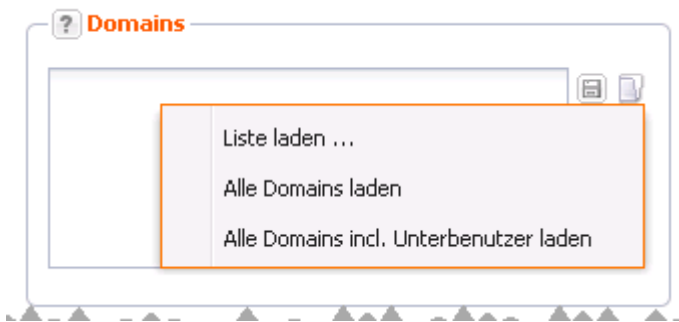 ? Domains
Liste laden ...
Alle Domains laden
Alle Domains incl. Unterbenutzer laden